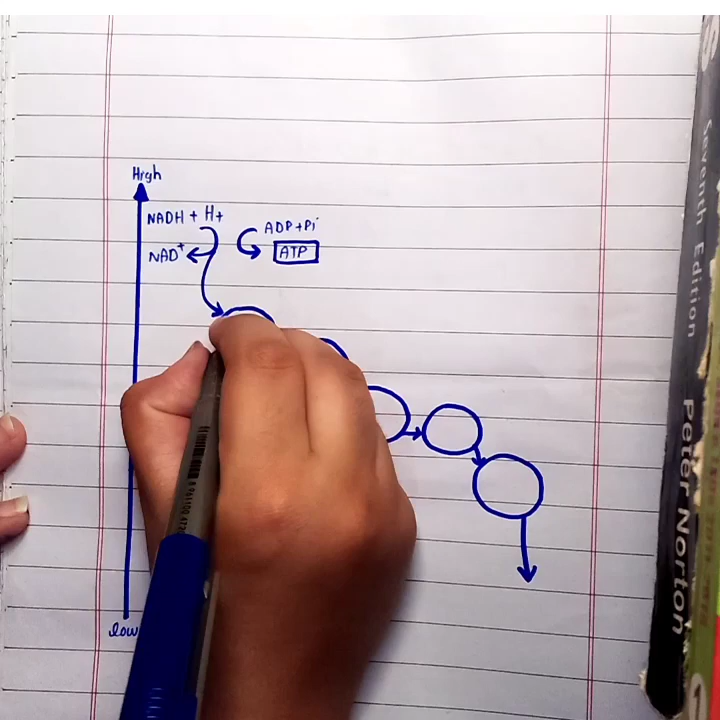 High
NADH + H+
ADP+Pi
NAD+
ATP
low
Seventh Edition
Peter Norton